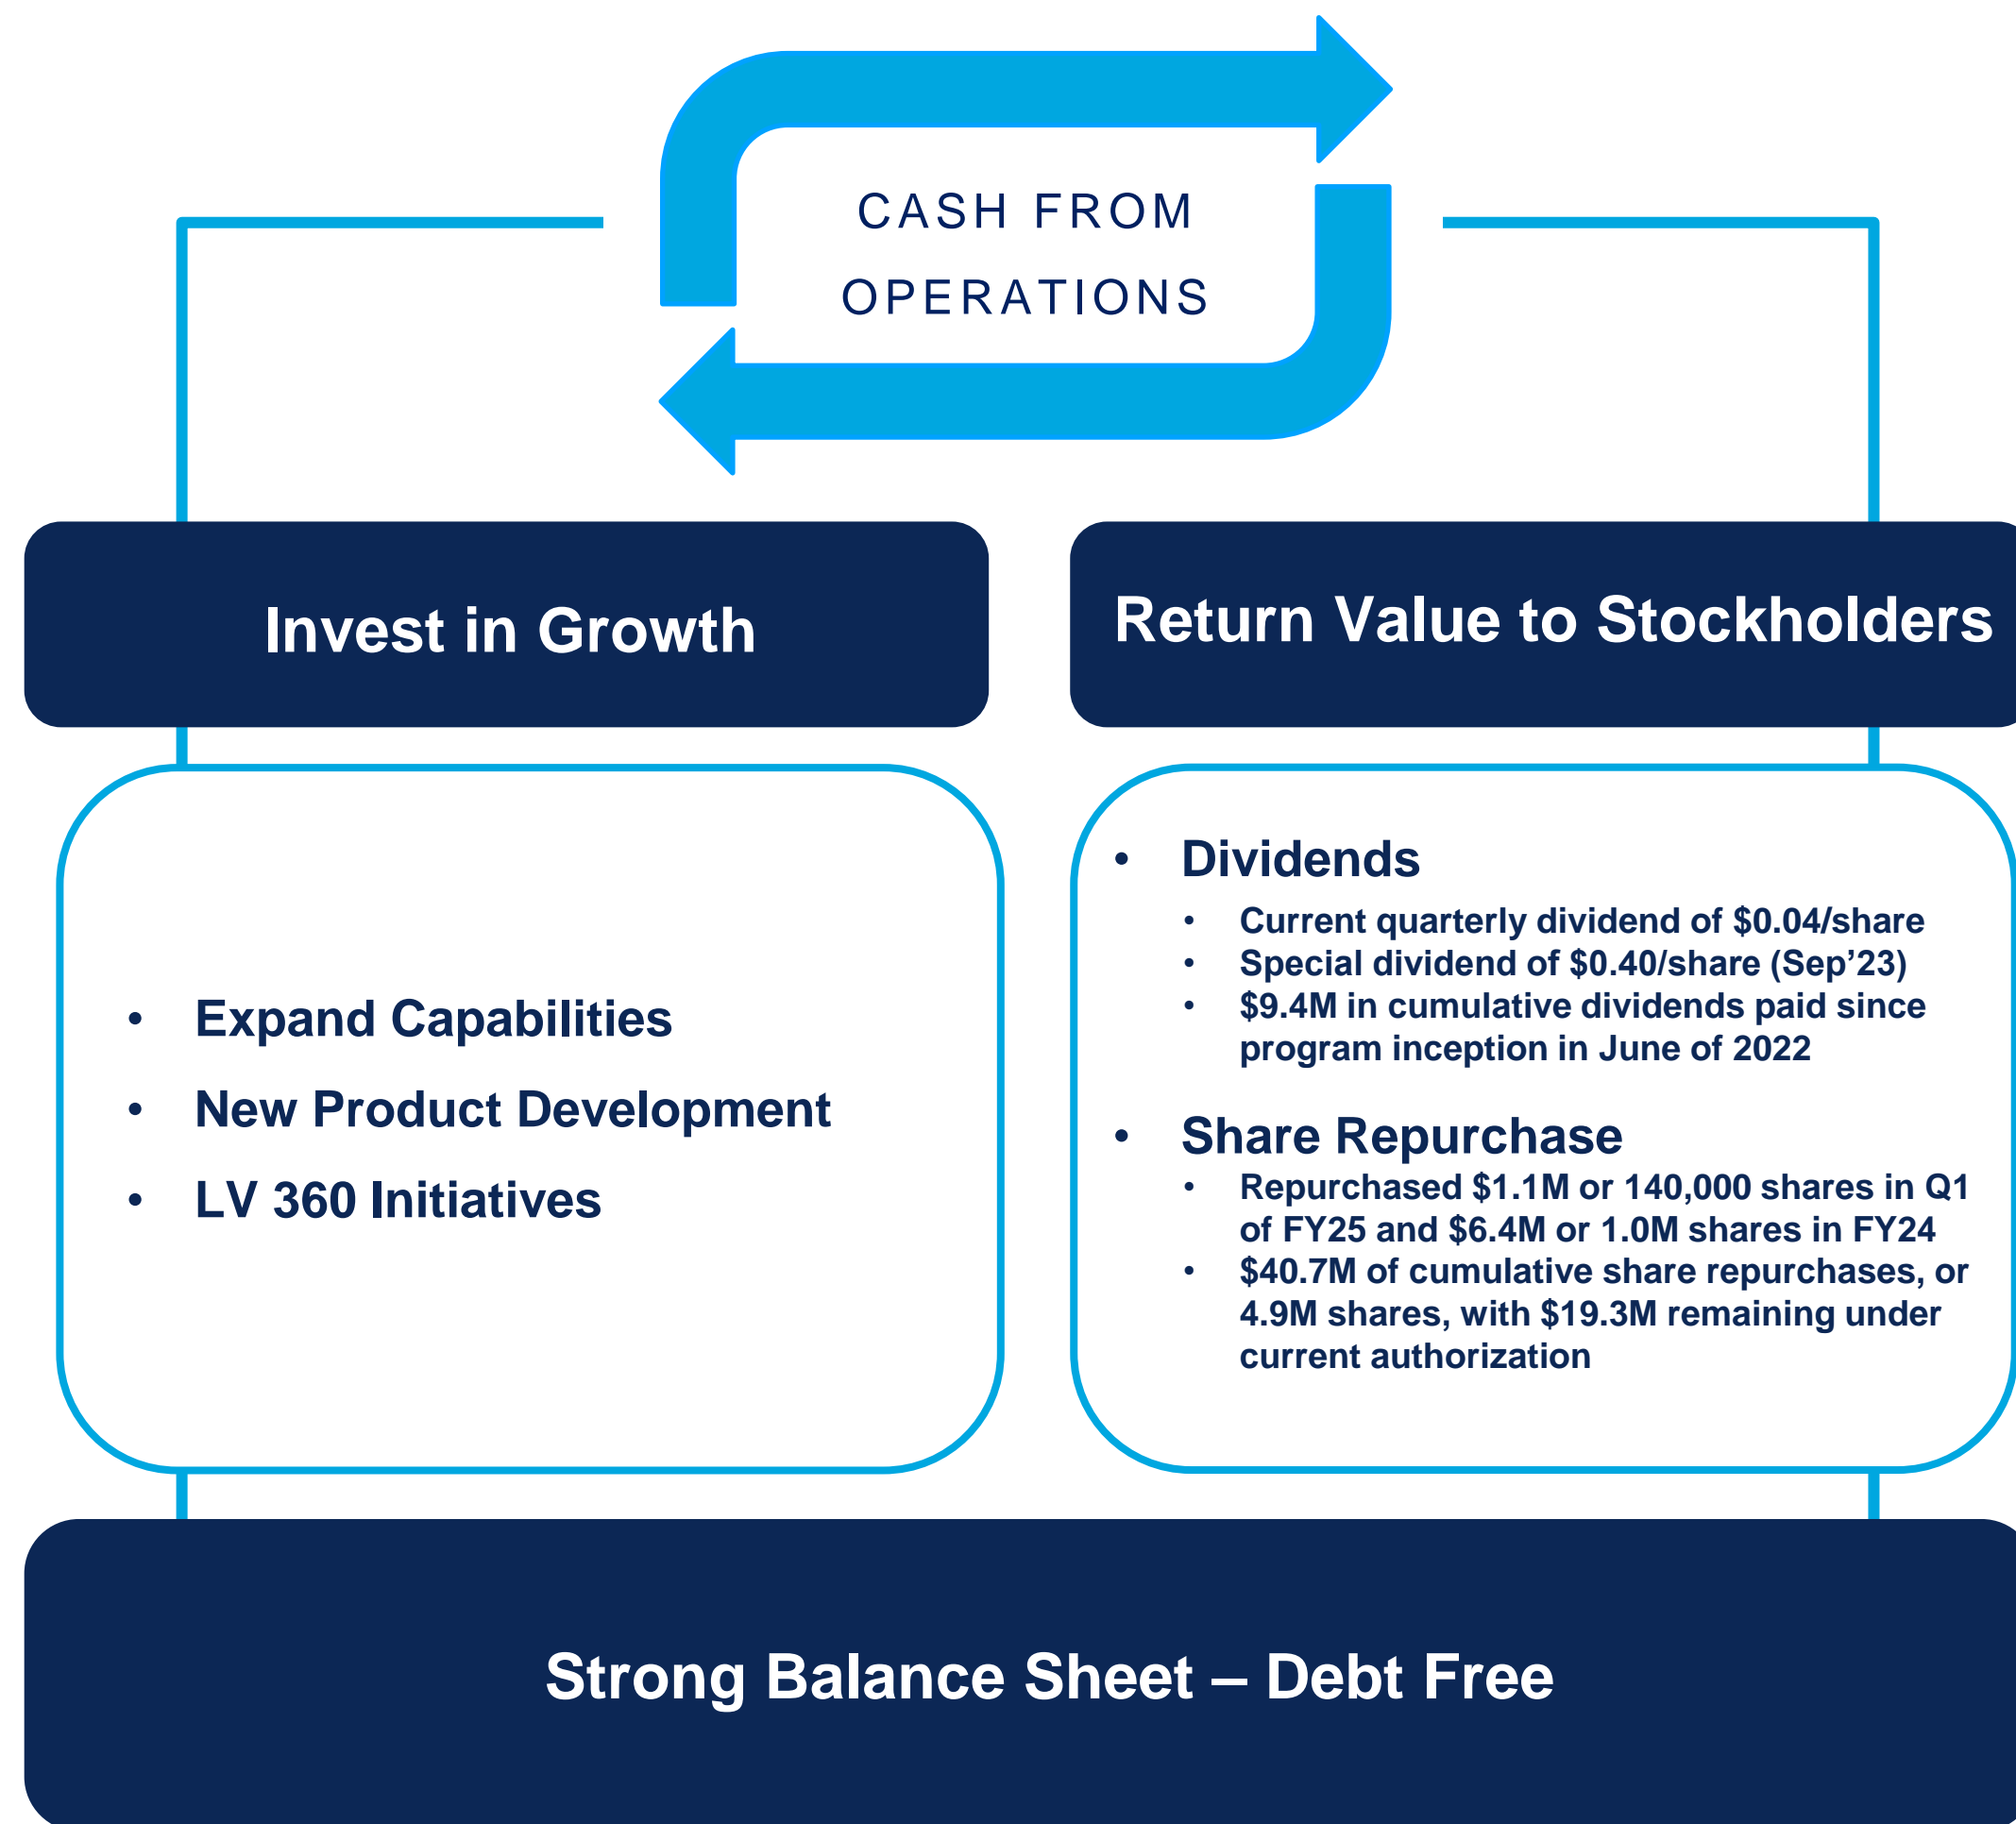 CASH FROM
OPERATIONS
Invest in Growth
Return Value to Stockholders
• Expand Capabilities
• New Product Development
• LV 360 Initiatives
• Dividends
• Current quarterly dividend of $0.04/share
• Special dividend of $0.40/share (Sep’23)
• $9.4M in cumulative dividends paid since
program inception in June of 2022
• Share Repurchase
• Repurchased $1.1M or 140,000 shares in Q1
of FY25 and $6.4M or 1.0M shares in FY24
• $40.7M of cumulative share repurchases, or
4.9M shares, with $19.3M remaining under
current authorization
Strong Balance Sheet – Debt Free